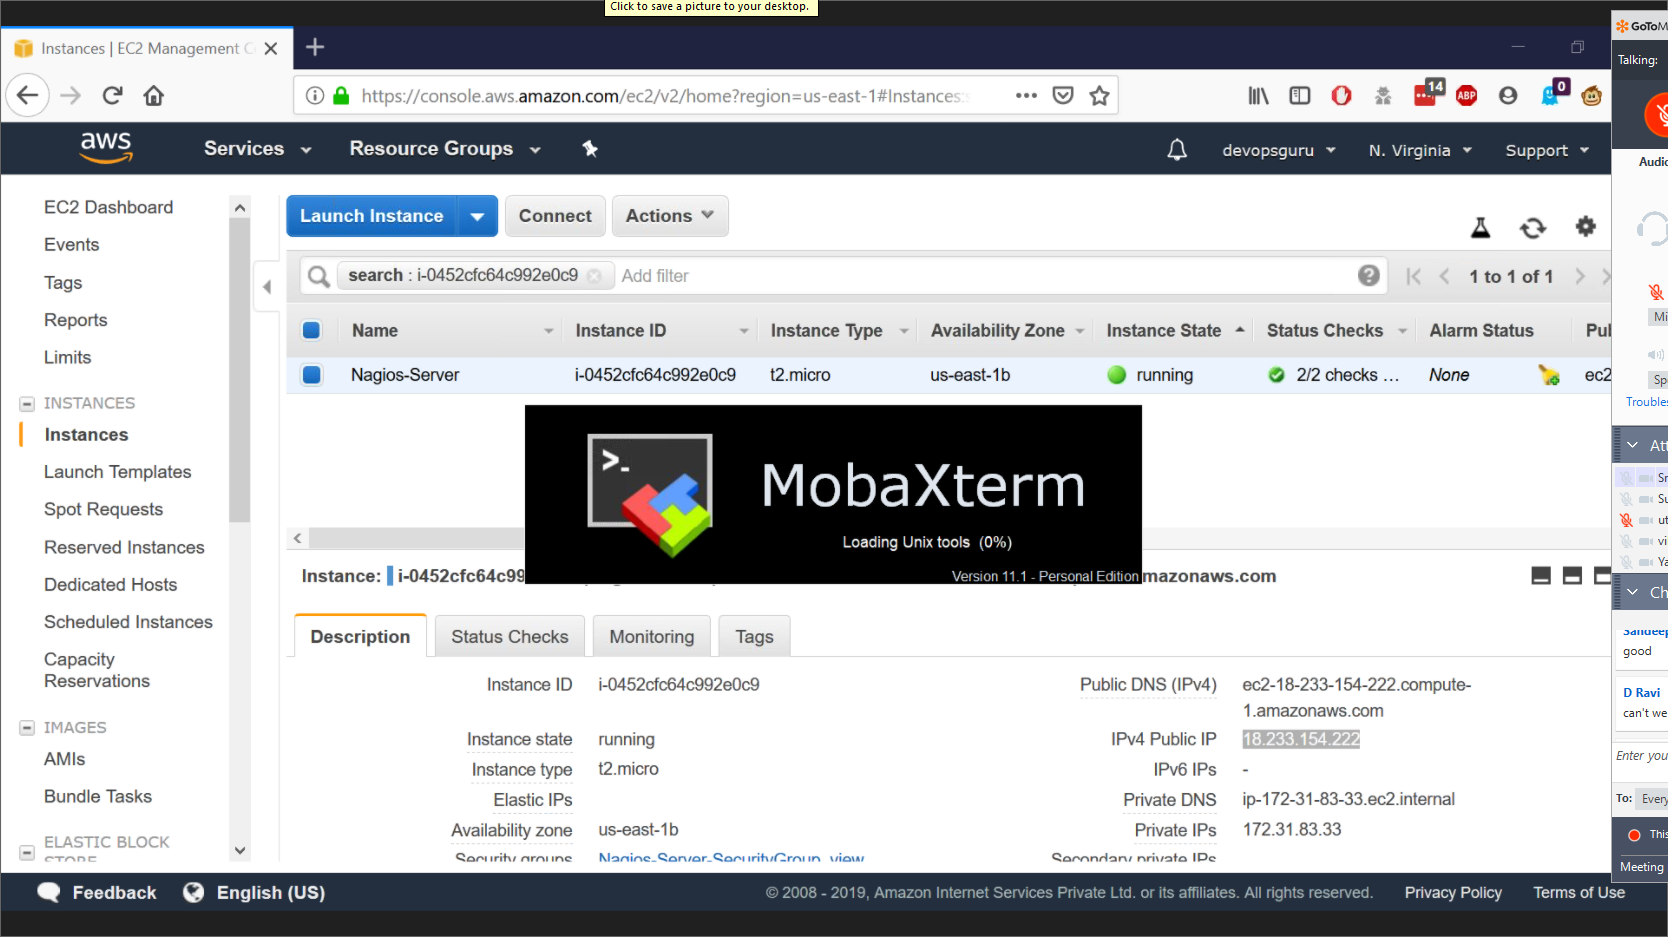 Click to save a picture to your desktop.
Instances | EC2 Management C
https://console.aws.amazon.com/ec2/v2/home?region=us-east-1#Instances:s
14
ABP
0
GoToM
Talking:
aws
Services
Resource Groups
devopsguru
N. Virginia
Support
Audio
EC2 Dashboard
Events
Tags
Reports
Limits
INSTANCES
Instances
Launch Templates
Spot Requests
Reserved Instances
Dedicated Hosts
Scheduled Instances
Capacity
Reservations
IMAGES
AMIs
Bundle Tasks
ELASTIC BLOCK
STORE
Launch Instance
Connect
Actions
search : i-0452cfc64c992e0c9
Add filter
1 to 1 of 1
Name
Instance ID
Instance Type
Availability Zone
Instance State
Status Checks
Alarm Status
Pul
Nagios-Server
i-0452cfc64c992e0c9
t2.micro
us-east-1b
running
2/2 checks ...
None
ec2
>_
MobaXterm
Loading Unix tools (0%)
Version 11.1 - Personal Edition
Instance: i-0452cfc64c99
mazonaws.com
Description
Status Checks
Monitoring
Tags
Instance ID
i-0452cfc64c992e0c9
Instance state
running
Instance type
t2.micro
Elastic IPs
Availability zone
us-east-1b
Security groups
Nagios-Server-SecurityGroup. view
Public DNS (IPv4)
ec2-18-233-154-222.compute-
1.amazonaws.com
IPv4 Public IP
18.233.154.222
IPv6 IPs
-
Private DNS
ip-172-31-83-33.ec2.internal
Private IPs
172.31.83.33
Secondary private IPs
Mi
Sp
Troubles
Att
Sr
Su
ut
vi
Ya
Ch
Sandeep
good
D Ravi
can't we
Enter you
To:
Every
This
Meeting
Feedback
English (US)
© 2008 - 2019, Amazon Internet Services Private Ltd. or its affiliates. All rights reserved.
Privacy Policy
Terms of Use